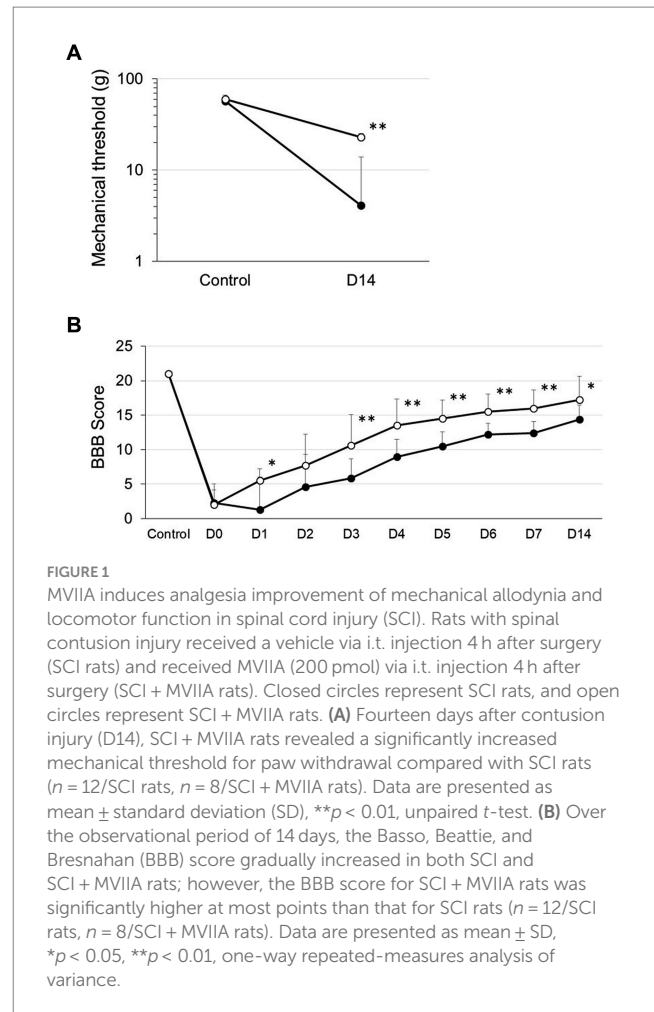 A
Mechanical threshold (g)
100
10
1
**
Control D14
B
BBB Score
25
20
15
10
5
0
* ** ** ** ** ** *
Control D0 D1 D2 D3 D4 D5 D6 D7 D14
FIGURE 1
MVIIA induces analgesia improvement of mechanical allodynia and
locomotor function in spinal cord injury (SCI). Rats with spinal
contusion injury received a vehicle via i.t. injection 4 h after surgery
(SCI rats) and received MVIIA (200 pmol) via i.t. injection 4 h after
surgery (SCI + MVIIA rats). Closed circles represent SCI rats, and open
circles represent SCI + MVIIA rats. (A) Fourteen days after contusion
injury (D14), SCI + MVIIA rats revealed a significantly increased
mechanical threshold for paw withdrawal compared with SCI rats
(n = 12/SCI rats, n = 8/SCI + MVIIA rats). Data are presented as
mean ± standard deviation (SD), **p < 0.01, unpaired t-test. (B) Over
the observational period of 14 days, the Basso, Beattie, and
Bresnahan (BBB) score gradually increased in both SCI and
SCI + MVIIA rats; however, the BBB score for SCI + MVIIA rats was
significantly higher at most points than that for SCI rats (n = 12/SCI
rats, n = 8/SCI + MVIIA rats). Data are presented as mean ± SD,
*p < 0.05, **p < 0.01, one-way repeated-measures analysis of
variance.